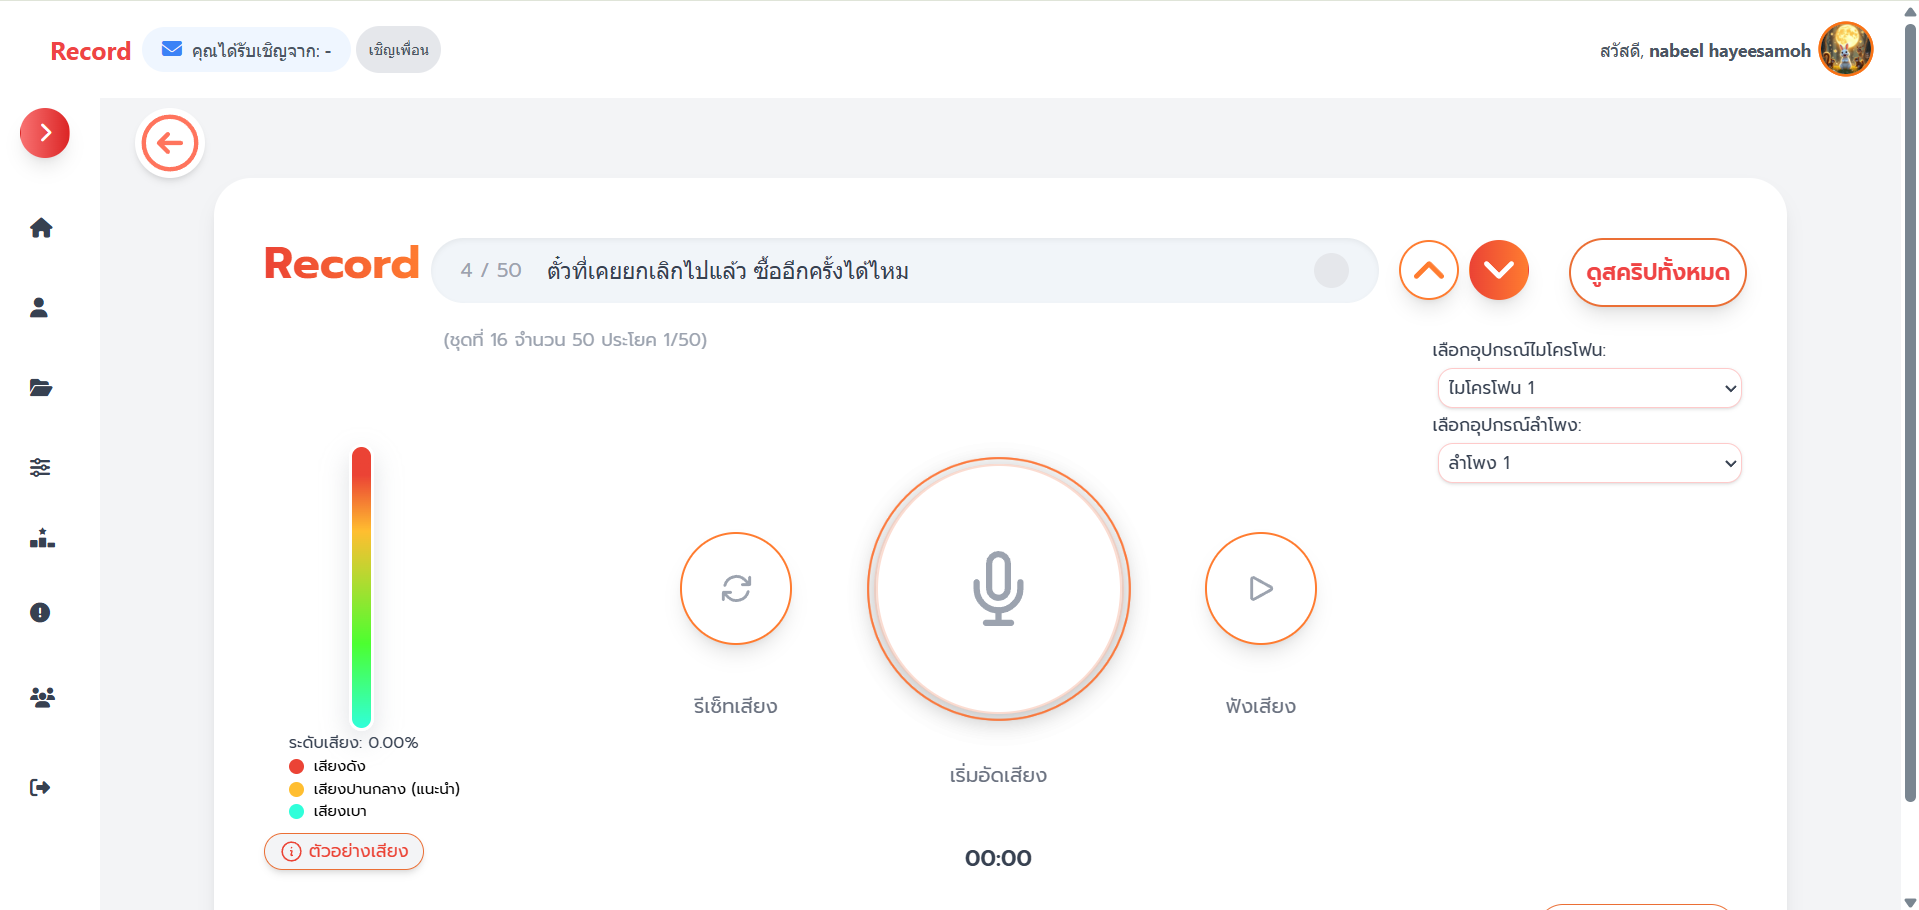 Record
คุณได้รับเชิญจาก: -
เชิญเพื่อน
สวัสดี, nabeel hayeesamoh
Record
4 / 50
ตั๋วที่เคยยกเลิกไปแล้ว ซื้ออีกครั้งได้ไหม
ดูสคริปทั้งหมด
(ชุดที่ 16 จำนวน 50 ประโยค 1/50)
เลือกอุปกรณ์ไมโครโฟน:
ไมโครโฟน 1
เลือกอุปกรณ์ลำโพง:
ลำโพง 1
รีเซ็ทเสียง
ฟังเสียง
เริ่มอัดเสียง
ระดับเสียง: 0.00%
เสียงดัง
เสียงปานกลาง (แนะนำ)
เสียงเบา
ตัวอย่างเสียง
00:00